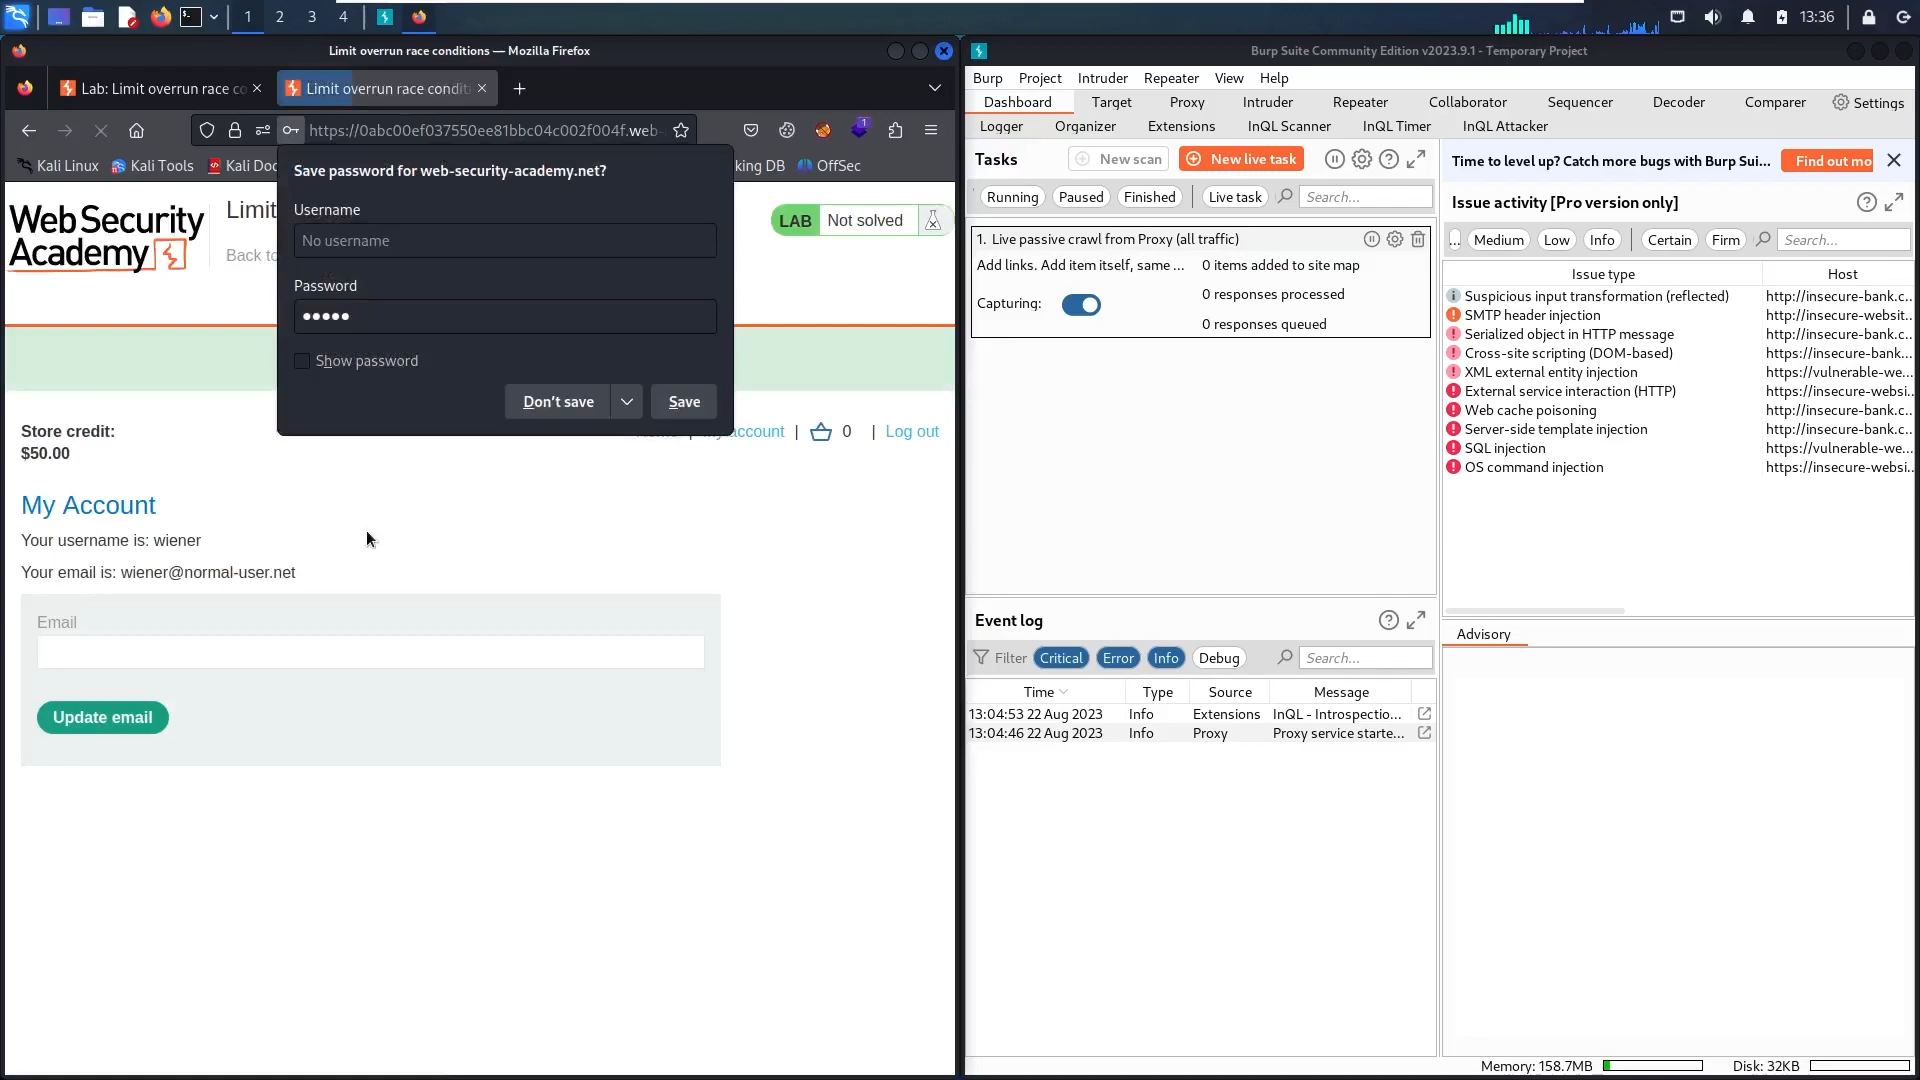 1
2
3
4
13:36
Limit overrun race conditions — Mozilla Firefox
Lab: Limit overrun race co
Limit overrun race conditi
https://0abc00ef037550ee81bbc04c002f004f.web-
1
Kali Linux
Kali Tools
Kali Doc
king DB
OffSec
Save password for web-security-academy.net?
Username
No username
Password
●●●●●
Show password
Don’t save
Save
WebSecurity
Academy
Limit
Back to
LAB
Not solved
Store credit:
$50.00
account
|
0
|
Log out
My Account
Your username is: wiener
Your email is: wiener@normal-user.net
Email
Update email
Burp Suite Community Edition v2023.9.1 - Temporary Project
Burp Project Intruder Repeater View Help
Dashboard Target Proxy Intruder Repeater Collaborator Sequencer Decoder Comparer Settings
Logger Organizer Extensions InQL Scanner InQL Timer InQL Attacker
Tasks
New scan
New live task
Running Paused Finished Live task Search...
1. Live passive crawl from Proxy (all traffic)
Add links. Add item itself, same ...
0 items added to site map
0 responses processed
Capturing:
0 responses queued
Event log
Filter Critical Error Info Debug Search...
Time Type Source Message
13:04:53 22 Aug 2023 Info Extensions InQL - Introspectio...
13:04:46 22 Aug 2023 Info Proxy Proxy service starte...
Time to level up? Catch more bugs with Burp Sui...
Find out mo
Issue activity [Pro version only]
... Medium Low Info Certain Firm Search...
Issue type Host
Suspicious input transformation (reflected) http://insecure-bank.c...
SMTP header injection http://insecure-websit...
Serialized object in HTTP message http://insecure-bank.c...
Cross-site scripting (DOM-based) https://insecure-bank...
XML external entity injection https://vulnerable-we...
External service interaction (HTTP) https://insecure-websi...
Web cache poisoning http://insecure-bank.c...
Server-side template injection http://insecure-bank.c...
SQL injection https://vulnerable-we...
OS command injection https://insecure-websi...
Advisory
Memory: 158.7MB
Disk: 32KB